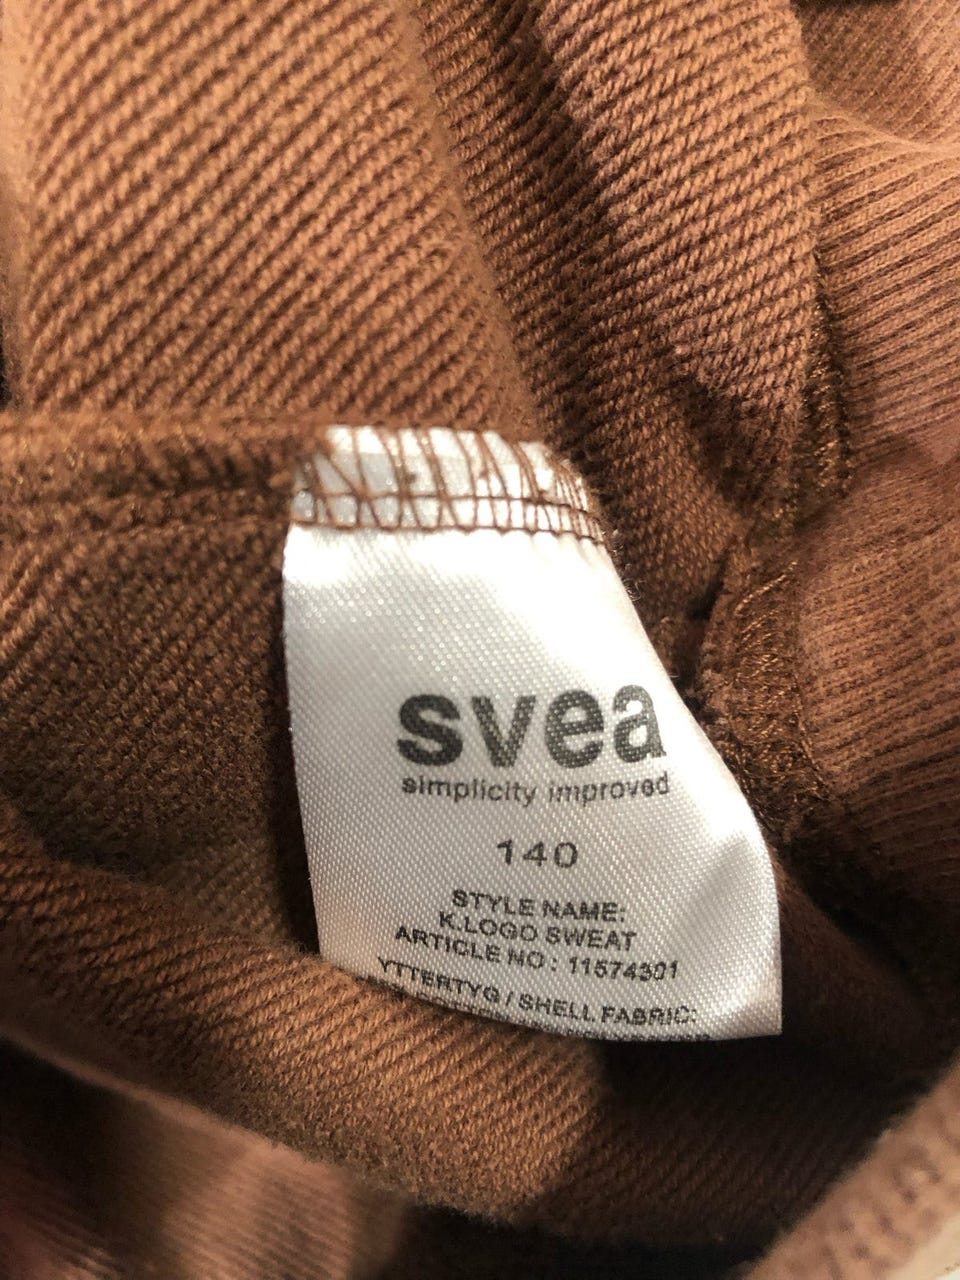 svea
simplicity improved
140
STYLE NAME:
K.LOGO SWEAT
ARTICLE NO: 11574301
YTTERTYG / SHELL FABRIC: